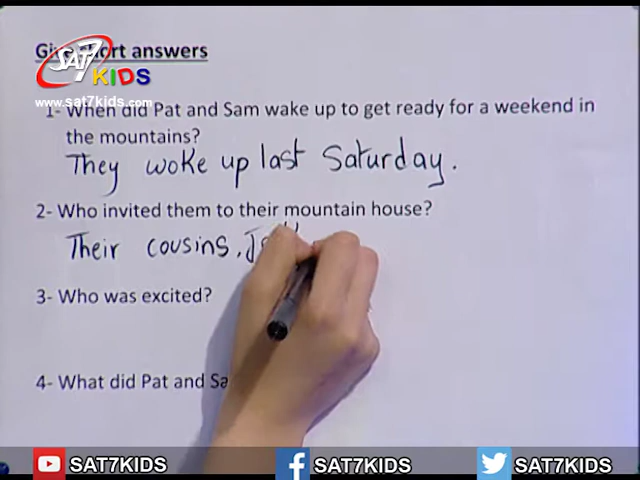 Give short answers
SAT7
KIDS
www.sat7kids.com
1- When did Pat and Sam wake up to get ready for a weekend in
the mountains?
They woke up last Saturday.
2- Who invited them to their mountain house?
Their cousins,
3- Who was excited?
4- What did Pat and Sa
SAT7KIDS
SAT7KIDS
SAT7KIDS